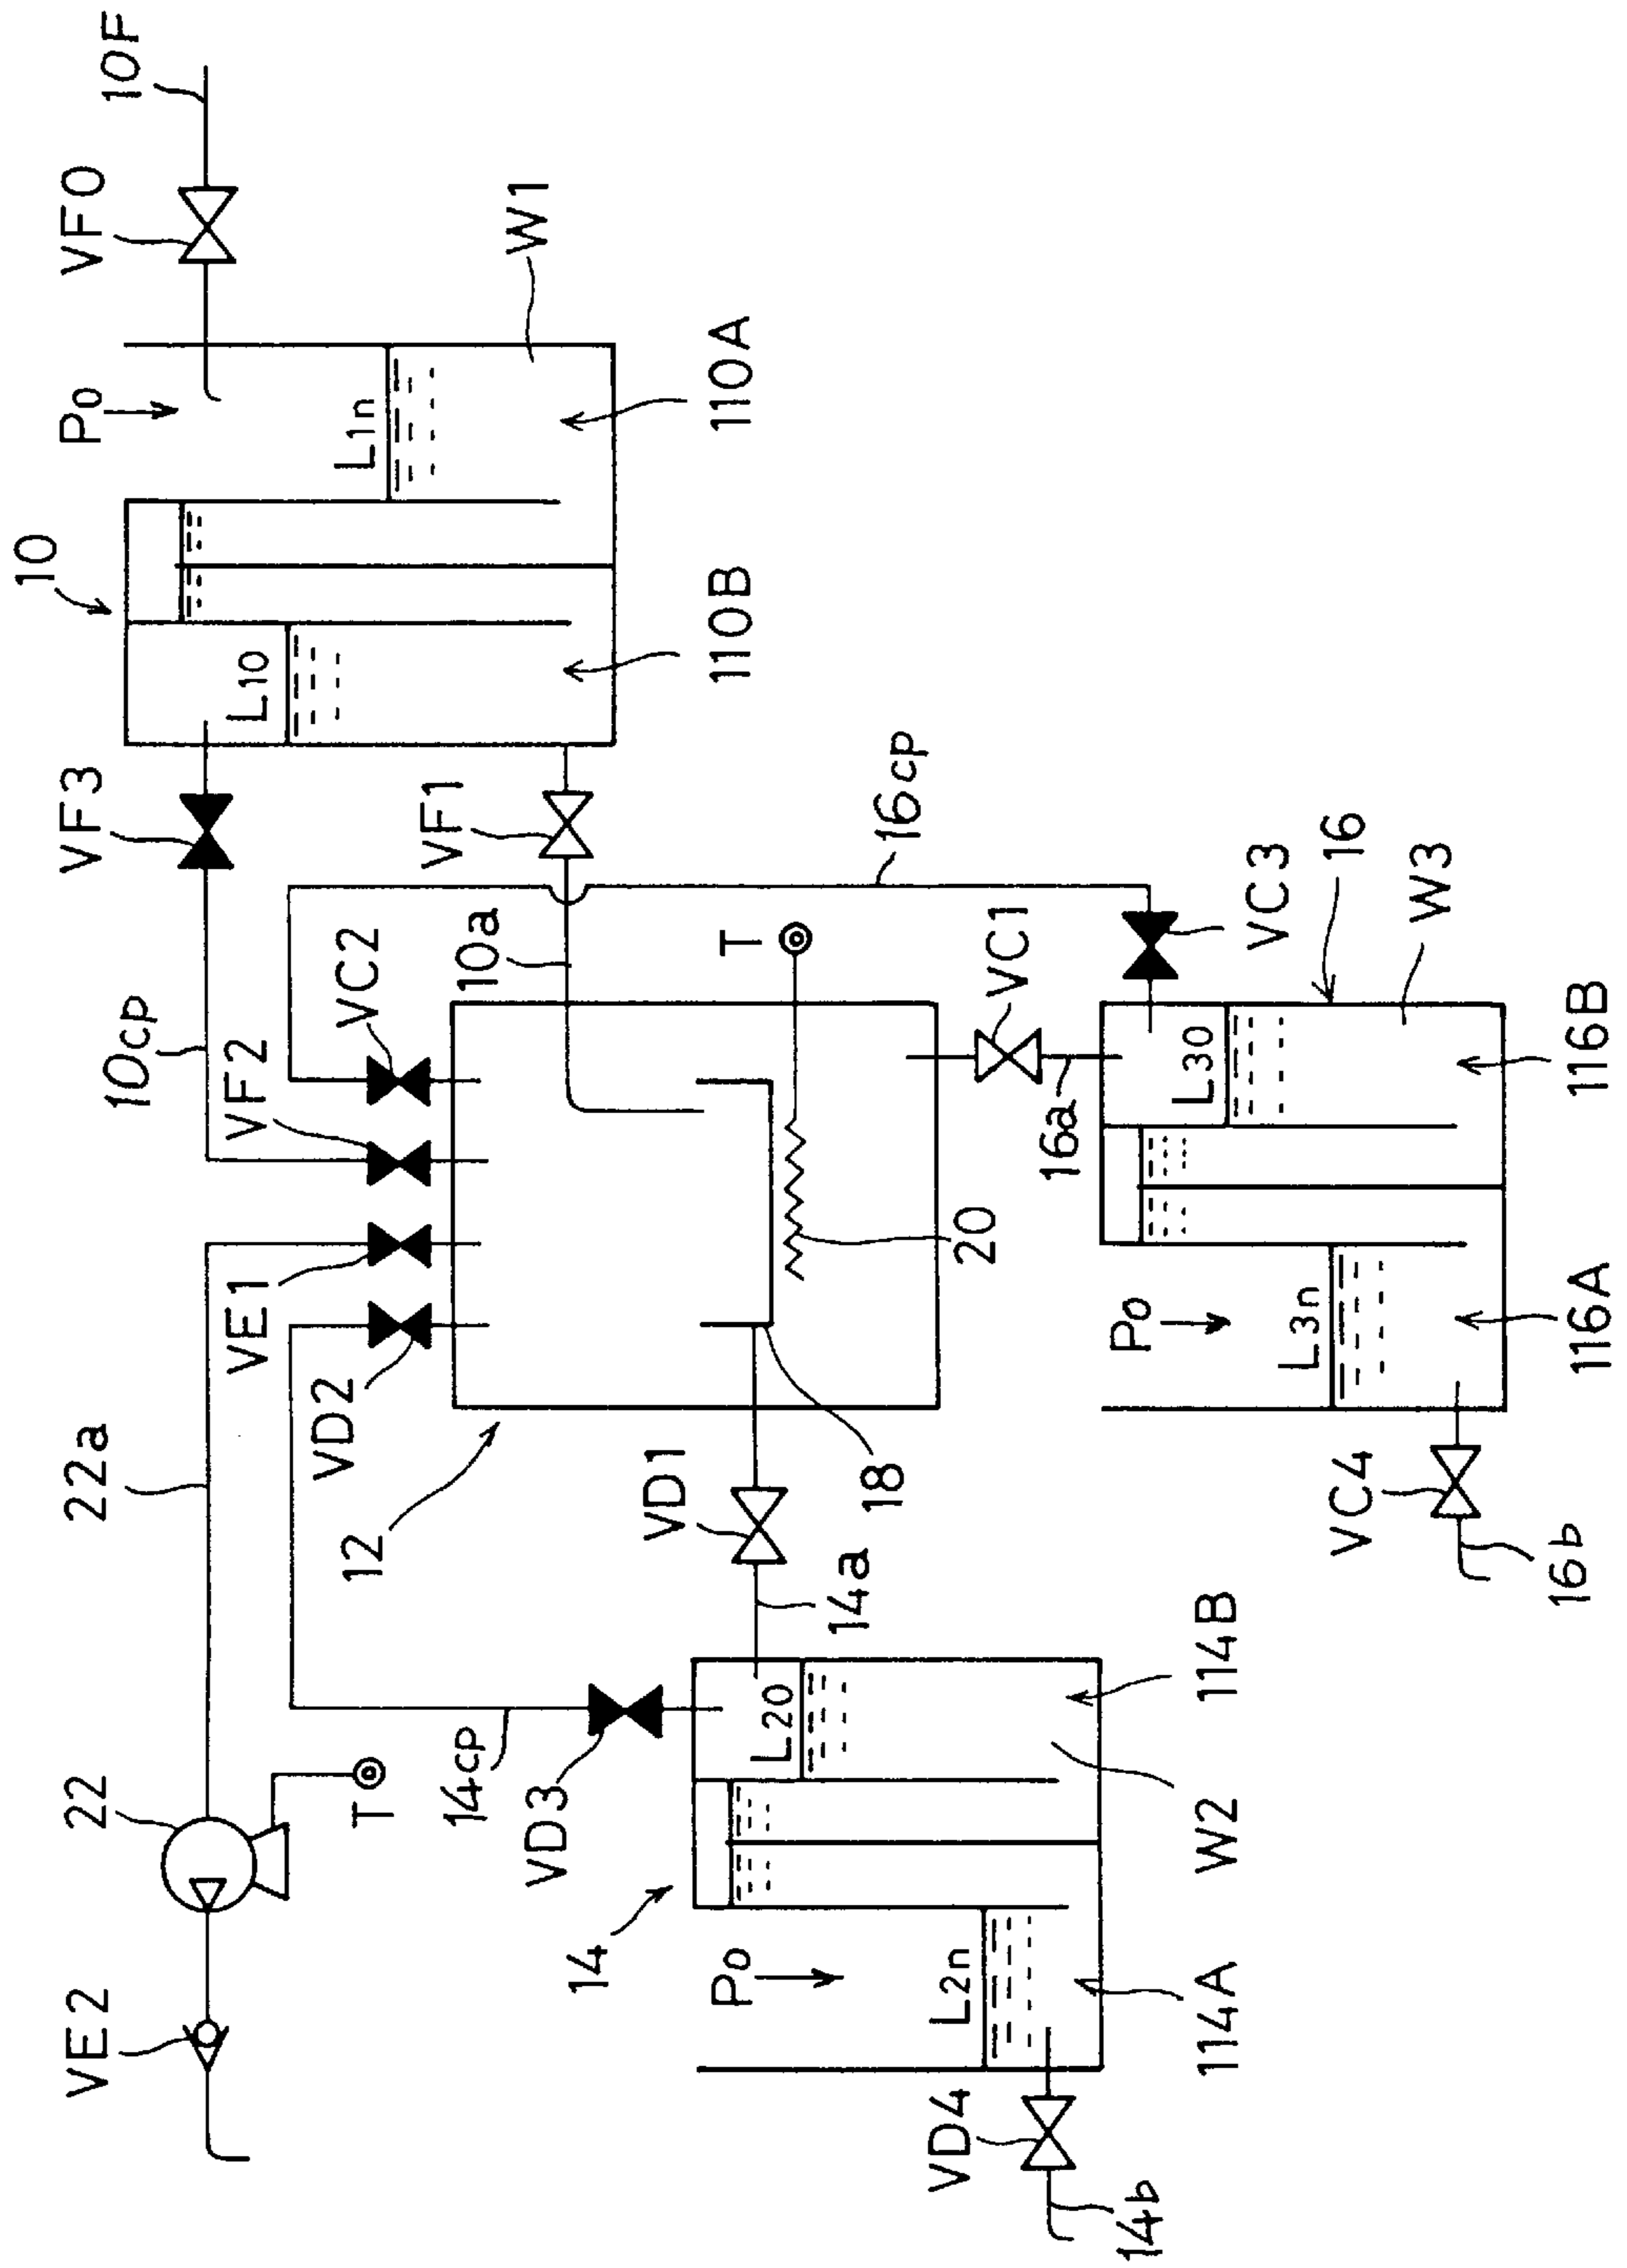 10F
VF0
P0
W1
L1n
110A
10
L10
110B
VF3
VF1
16cp
10cp
10a
VC2
VF2
T
VC1
VC3
16
W3
VE1
VD2
16a
L30
116B
20
22a
12
P0
L3n
116A
VD1
18
VC4
16b
14a
22
T
14cp
VD3
L20
114B
W2
14
P0
L2n
114A
VE2
VD4
14b